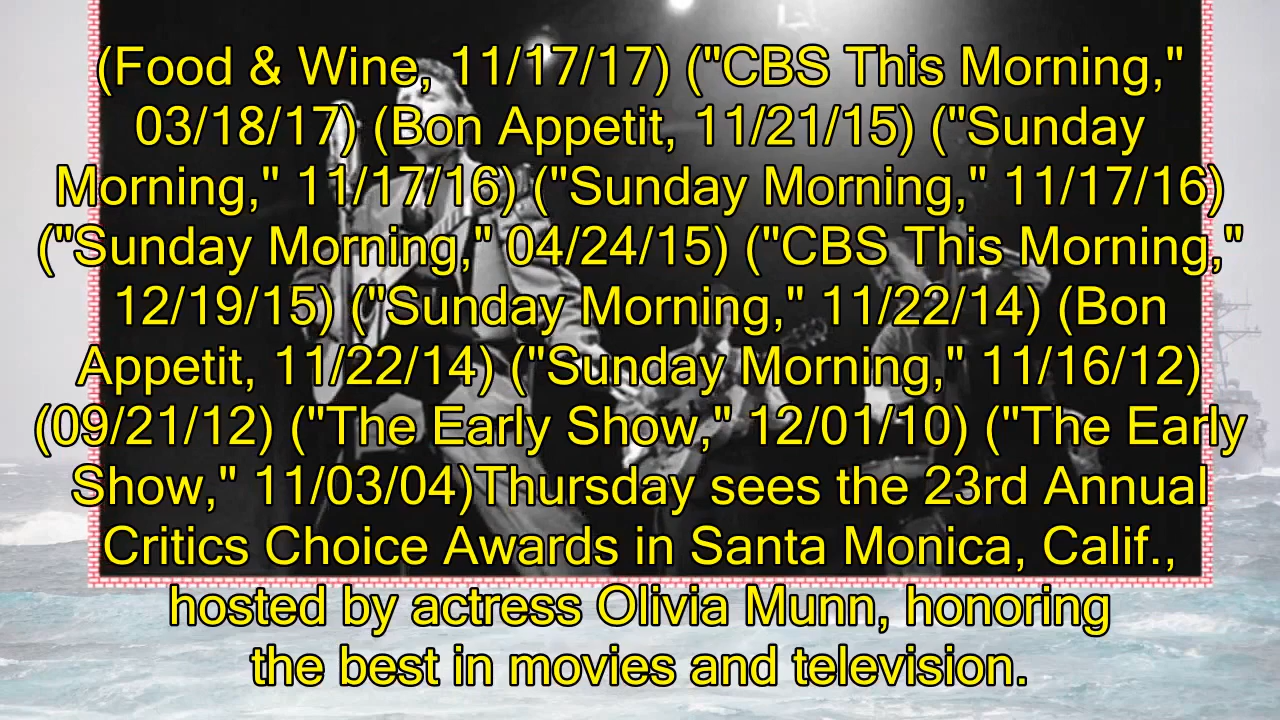 (Food & Wine, 11/17/17) ("CBS This Morning,"
03/18/17) (Bon Appetit, 11/21/15) ("Sunday
Morning," 11/17/16) ("Sunday Morning," 11/17/16)
("Sunday Morning," 04/24/15) ("CBS This Morning,"
12/19/15) ("Sunday Morning," 11/22/14) (Bon
Appetit, 11/22/14) ("Sunday Morning," 11/16/12)
(09/21/12) ("The Early Show," 12/01/10) ("The Early
Show," 11/03/04)Thursday sees the 23rd Annual
Critics Choice Awards in Santa Monica, Calif.,
hosted by actress Olivia Munn, honoring
the best in movies and television.